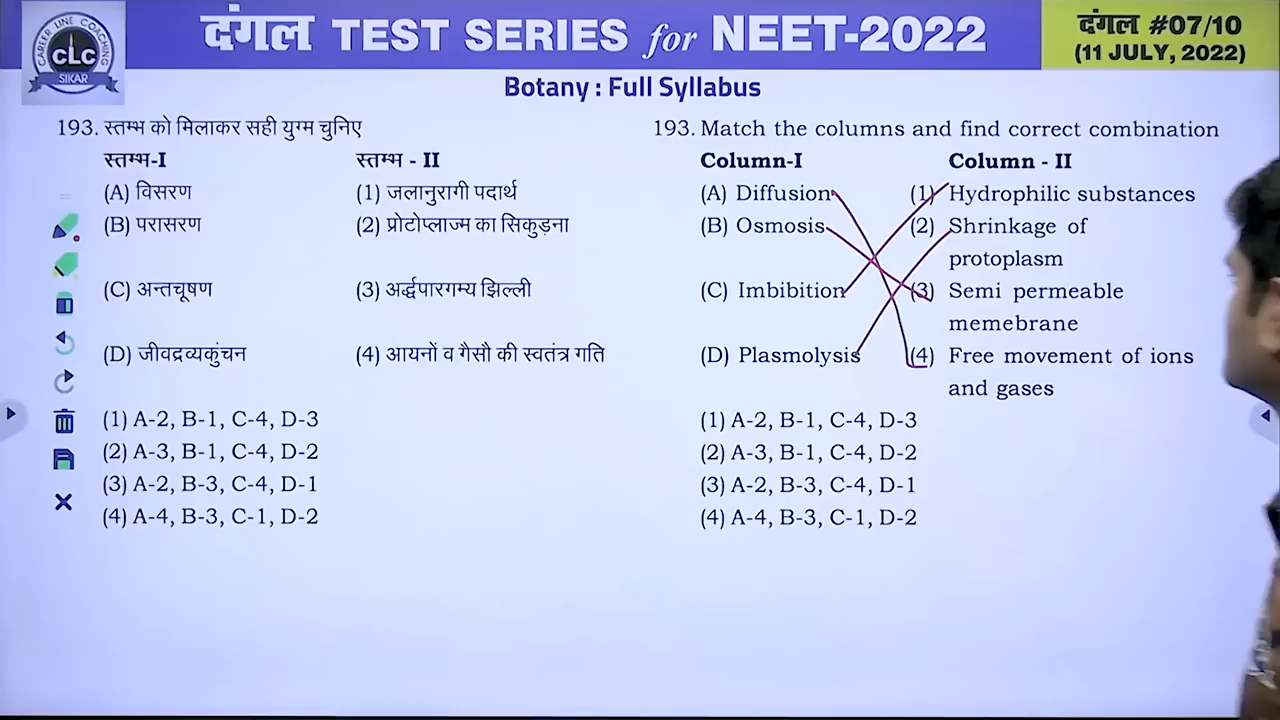 CAREER LINE COACHING
CLC
SIKAR
दंगल TEST SERIES for NEET-2022
दंगल #07/10
(11 JULY, 2022)
Botany : Full Syllabus
193. स्तम्भ को मिलाकर सही युग्म चुनिए
स्तम्भ-I स्तम्भ - II
(A) विसरण (1) जलानुरागी पदार्थ
(B) परासरण (2) प्रोटोप्लाज्म का सिकुड़ना
(C) अन्तचूषण (3) अर्द्धपारगम्य झिल्ली
(D) जीवद्रव्यकुंचन (4) आयनों व गैसौ की स्वतंत्र गति
(1) A-2, B-1, C-4, D-3
(2) A-3, B-1, C-4, D-2
(3) A-2, B-3, C-4, D-1
(4) A-4, B-3, C-1, D-2
193. Match the columns and find correct combination
Column-I Column - II
(A) Diffusion (1) Hydrophilic substances
(B) Osmosis (2) Shrinkage of
protoplasm
(C) Imbibition (3) Semi permeable
memebrane
(D) Plasmolysis (4) Free movement of ions
and gases
(1) A-2, B-1, C-4, D-3
(2) A-3, B-1, C-4, D-2
(3) A-2, B-3, C-4, D-1
(4) A-4, B-3, C-1, D-2